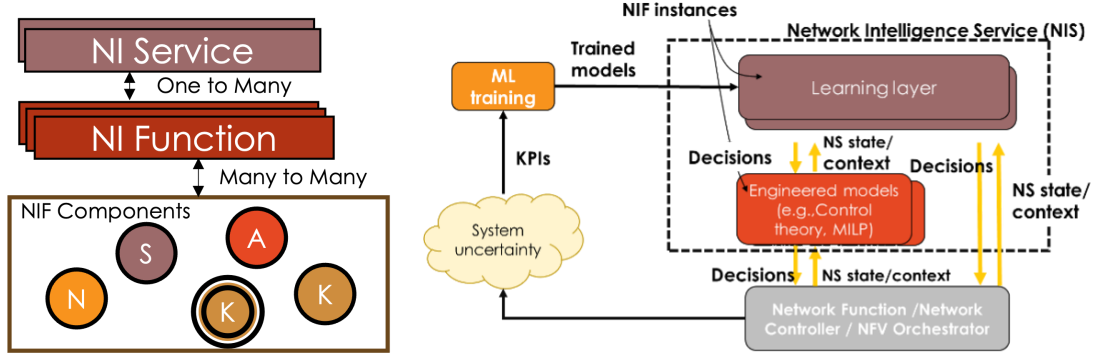 NI Service
One to Many
NI Function
Many to Many
NIF Components
S
A
N
K
K
NIF instances
Network Intelligence Service (NIS)
Trained
models
ML
training
Learning layer
KPIs
Decisions
NS state/
context
Decisions
NS state/
context
Engineered models
(e.g.,Control
theory, MILP)
System
uncertainty
Decisions
NS state/context
Network Function /Network
Controller / NFV Orchestrator